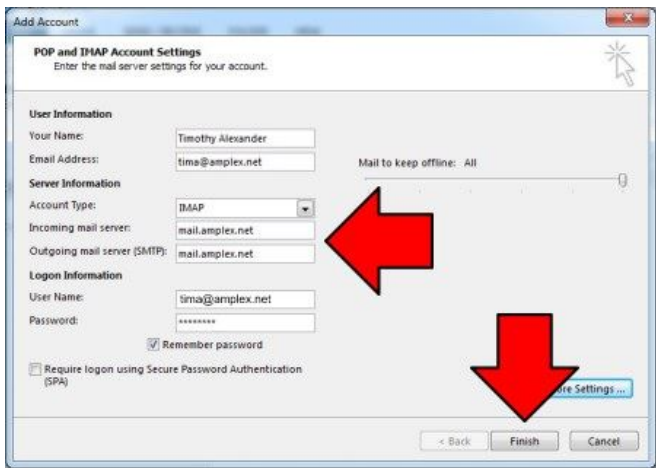 Add Account
POP and IMAP Account Settings
Enter the mail server settings for your account.
User Information
Your Name: Timothy Alexander
Email Address: tima@amplex.net
Mail to keep offline: All
Server Information
Account Type: IMAP
Incoming mail server: mail.amplex.net
Outgoing mail server (SMTP): mail.amplex.net
Logon Information
User Name: tima@amplex.net
Password: ********
Remember password
Require logon using Secure Password Authentication
(SPA)
Settings ...
< Back Finish Cancel